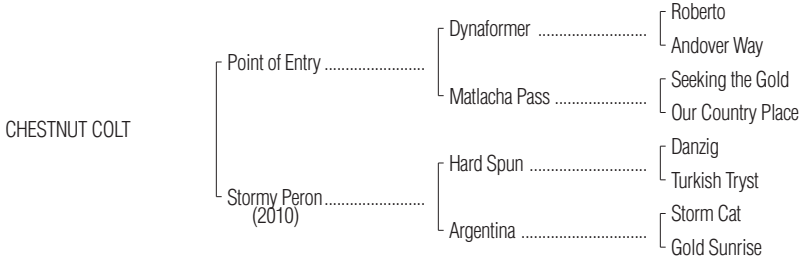 Roberto
Dynaformer ..........................
Andover Way
Point of Entry ........................
Seeking the Gold
Matlacha Pass ......................
Our Country Place
CHESTNUT COLT
Danzig
Hard Spun ............................
Turkish Tryst
Stormy Peron ........................
(2010)
Storm Cat
Argentina ..............................
Gold Sunrise